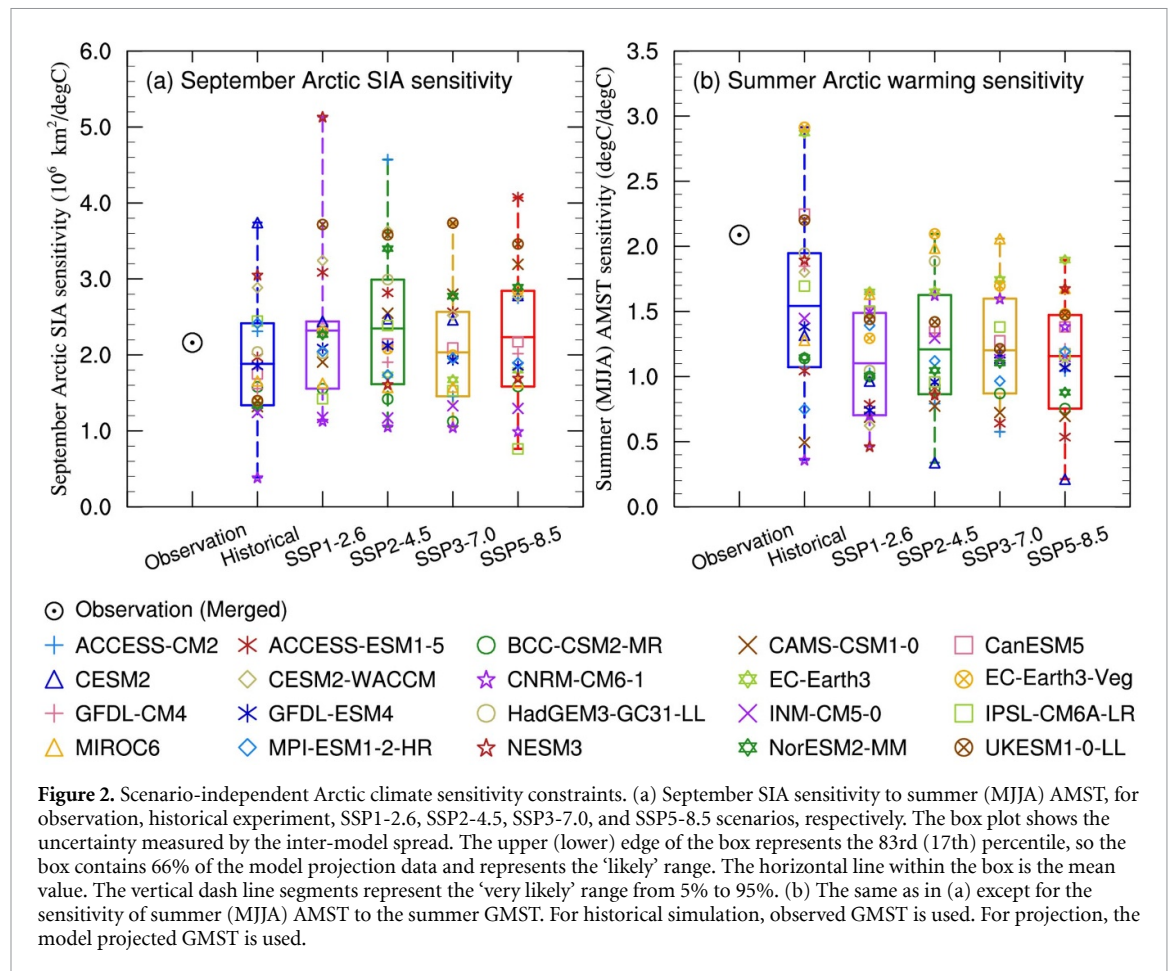 (a) September Arctic SIA sensitivity
September Arctic SIA sensitivity (10⁶ km²/degC)
6.0
5.0
4.0
3.0
2.0
1.0
0.0
Observation
Historical
SSP1-2.6
SSP2-4.5
SSP3-7.0
SSP5-8.5
(b) Summer Arctic warming sensitivity
Summer (MJJA) AMST sensitivity (degC/degC)
3.5
3.0
2.5
2.0
1.5
1.0
0.5
0.0
Observation
Historical
SSP1-2.6
SSP2-4.5
SSP3-7.0
SSP5-8.5
Observation (Merged)
ACCESS-CM2 ACCESS-ESM1-5 BCC-CSM2-MR CAMS-CSM1-0 CanESM5
CESM2 CESM2-WACCM CNRM-CM6-1 EC-Earth3 EC-Earth3-Veg
GFDL-CM4 GFDL-ESM4 HadGEM3-GC31-LL INM-CM5-0 IPSL-CM6A-LR
MIROC6 MPI-ESM1-2-HR NESM3 NorESM2-MM UKESM1-0-LL
Figure 2. Scenario-independent Arctic climate sensitivity constraints. (a) September SIA sensitivity to summer (MJJA) AMST, for
observation, historical experiment, SSP1-2.6, SSP2-4.5, SSP3-7.0, and SSP5-8.5 scenarios, respectively. The box plot shows the
uncertainty measured by the inter-model spread. The upper (lower) edge of the box represents the 83rd (17th) percentile, so the
box contains 66% of the model projection data and represents the ‘likely’ range. The horizontal line within the box is the mean
value. The vertical dash line segments represent the ‘very likely’ range from 5% to 95%. (b) The same as in (a) except for the
sensitivity of summer (MJJA) AMST to the summer GMST. For historical simulation, observed GMST is used. For projection, the
model projected GMST is used.